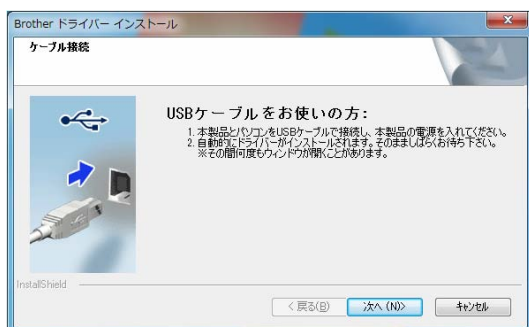 Brother ドライバー インストール
ケーブル接続
USBケーブルをお使いの方:
1. 本製品とパソコンをUSBケーブルで接続し、本製品の電源を入れてください。
2. 自動的にドライバーがインストールされます。そのまましばらくお待ち下さい。
※その間何度もウィンドウが開くことがあります。
InstallShield
< 戻る(B)
次へ (N)>
キャンセル